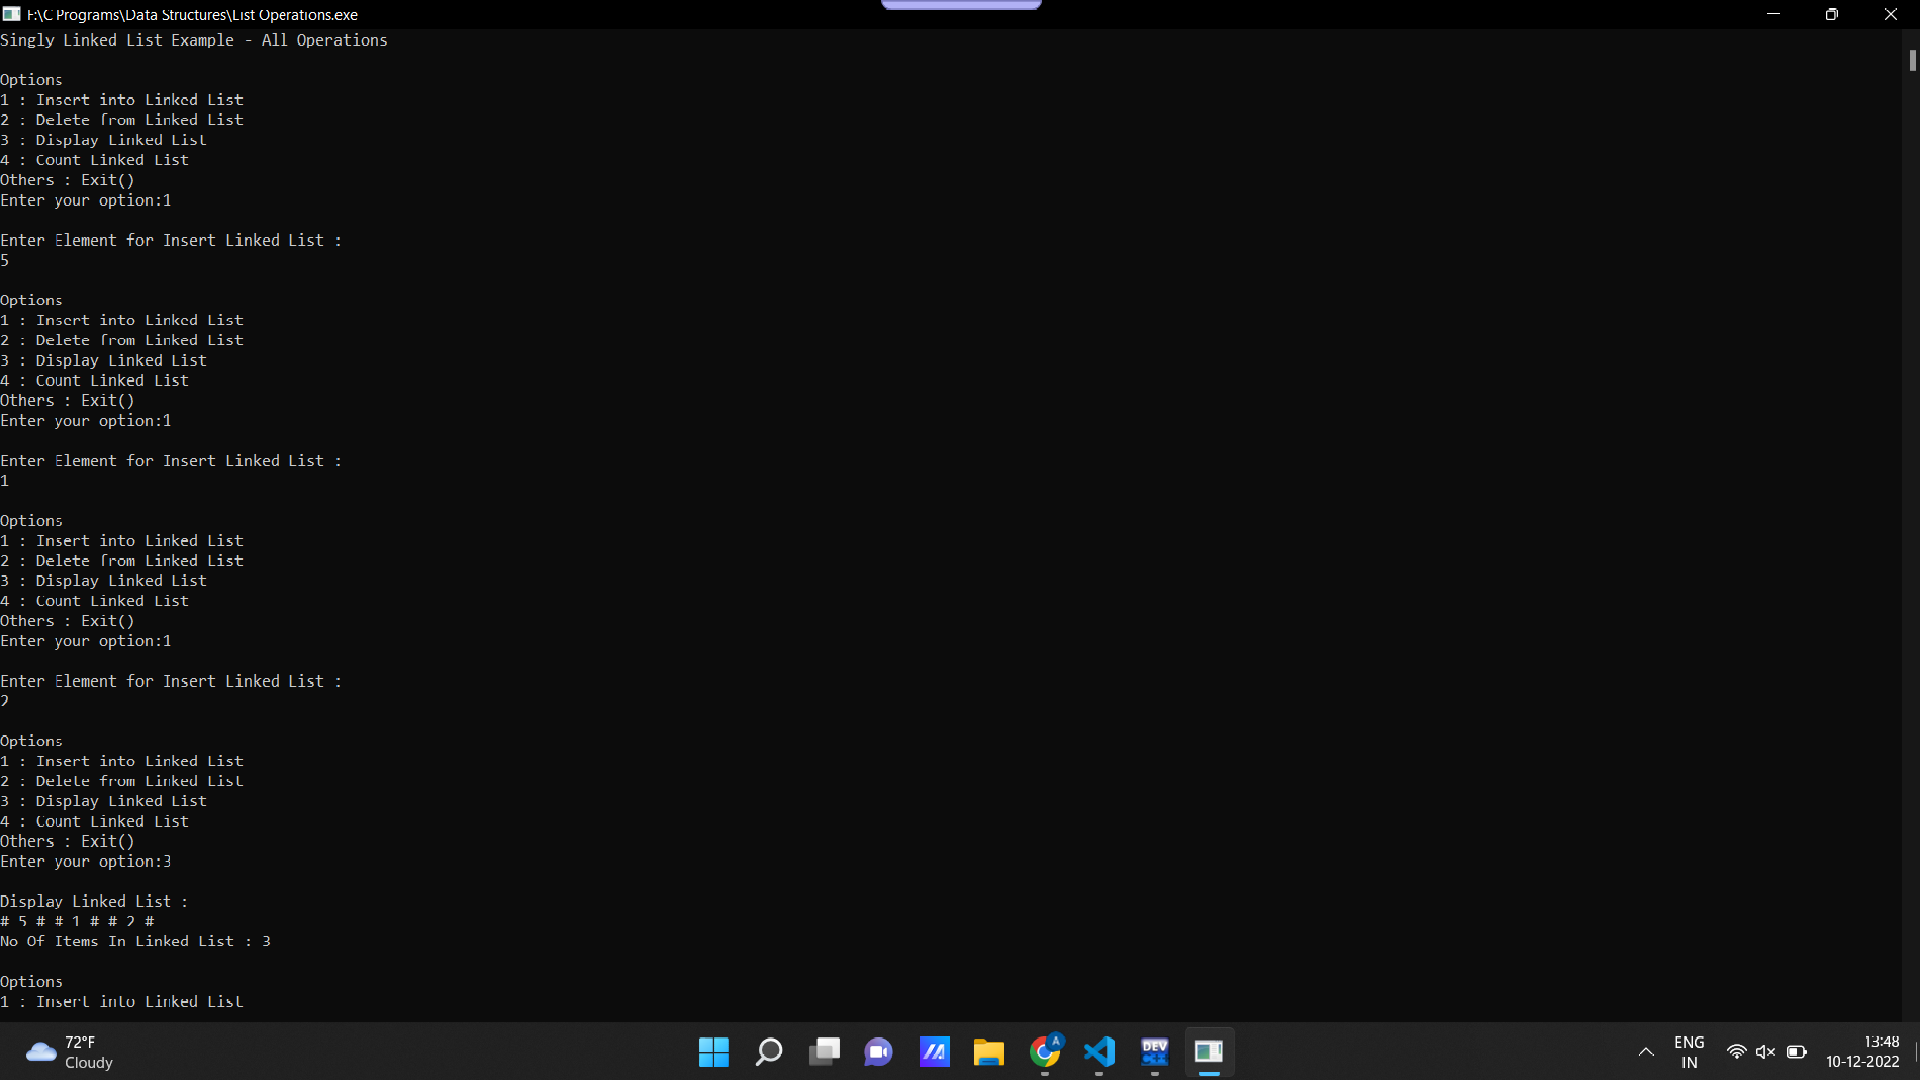 F:\C Programs\Data Structures\List Operations.exe
Singly Linked List Example - All Operations
Options
1 : Insert into Linked List
2 : Delete from Linked List
3 : Display Linked List
4 : Count Linked List
Others : Exit()
Enter your option:1
Enter Element for Insert Linked List :
5
Options
1 : Insert into Linked List
2 : Delete from Linked List
3 : Display Linked List
4 : Count Linked List
Others : Exit()
Enter your option:1
Enter Element for Insert Linked List :
1
Options
1 : Insert into Linked List
2 : Delete from Linked List
3 : Display Linked List
4 : Count Linked List
Others : Exit()
Enter your option:1
Enter Element for Insert Linked List :
2
Options
1 : Insert into Linked List
2 : Delete from Linked List
3 : Display Linked List
4 : Count Linked List
Others : Exit()
Enter your option:3
Display Linked List :
# 5 # # 1 # # 2 #
No Of Items In Linked List : 3
Options
1 : Insert into Linked List
72°F
Cloudy
A
DEV
ENG
IN
13:48
10-12-2022